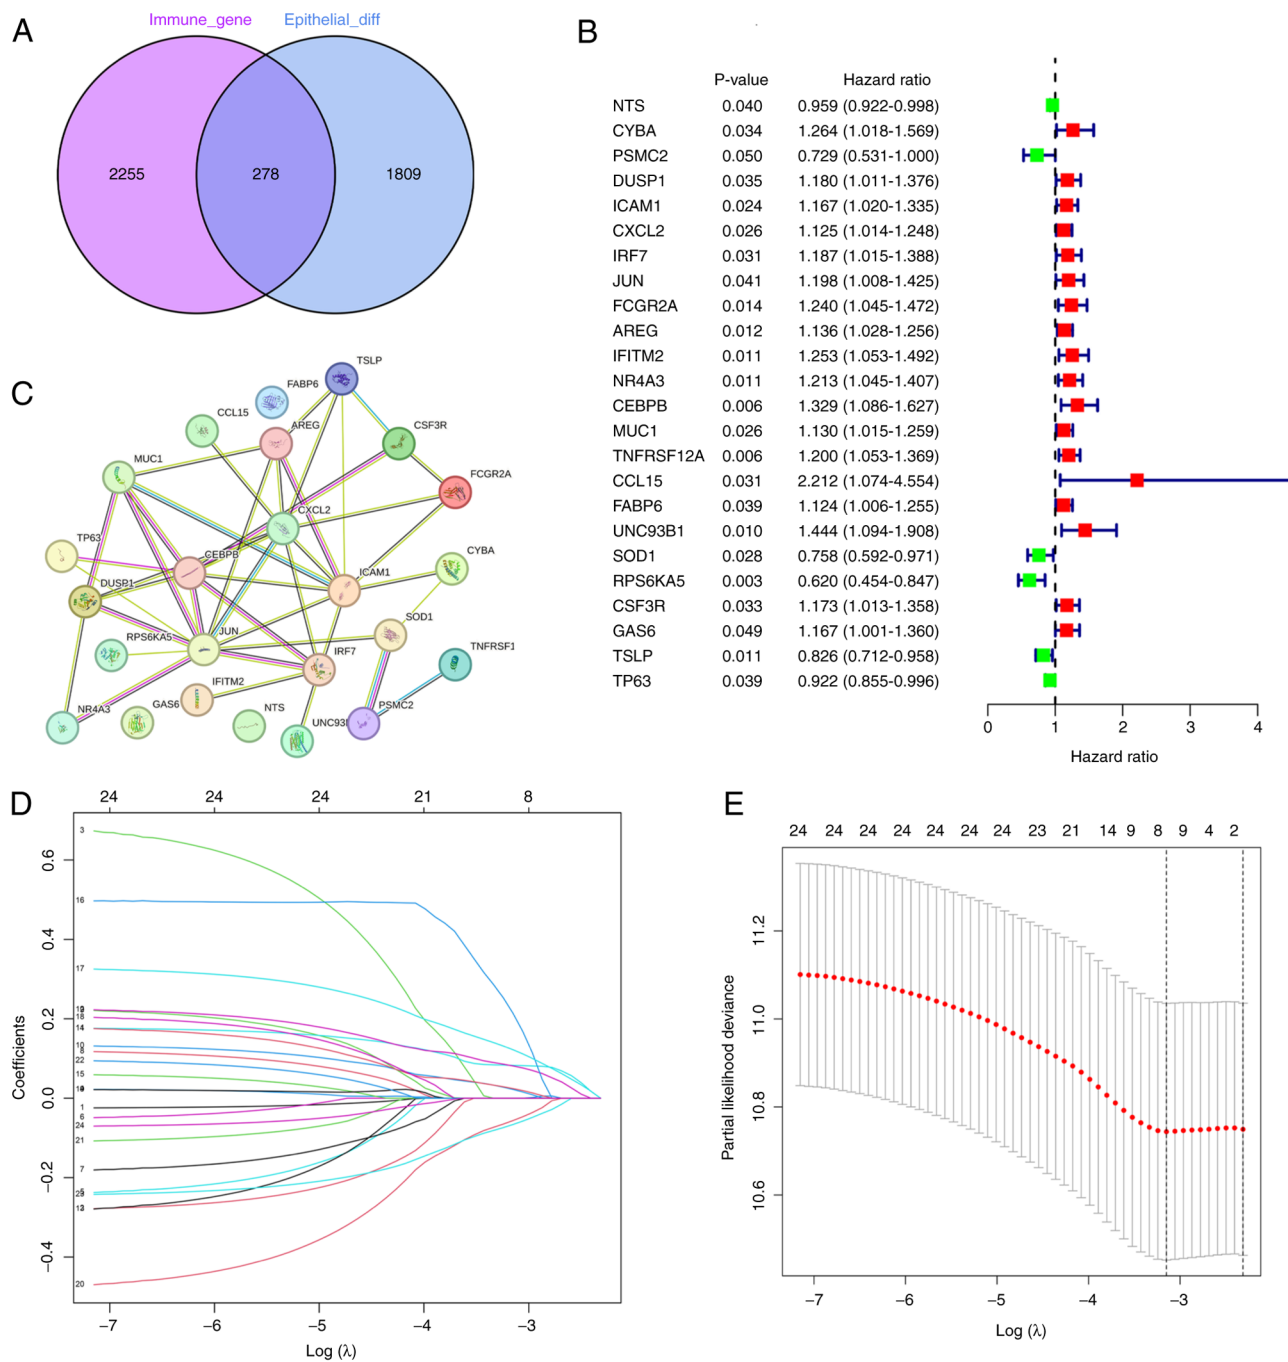 A
Immune_gene Epithelial_diff
2255 278 1809
B
P-value Hazard ratio
NTS 0.040 0.959 (0.922-0.998)
CYBA 0.034 1.264 (1.018-1.569)
PSMC2 0.050 0.729 (0.531-1.000)
DUSP1 0.035 1.180 (1.011-1.376)
ICAM1 0.024 1.167 (1.020-1.335)
CXCL2 0.026 1.125 (1.014-1.248)
IRF7 0.031 1.187 (1.015-1.388)
JUN 0.041 1.198 (1.008-1.425)
FCGR2A 0.014 1.240 (1.045-1.472)
AREG 0.012 1.136 (1.028-1.256)
IFITM2 0.011 1.253 (1.053-1.492)
NR4A3 0.011 1.213 (1.045-1.407)
CEBPB 0.006 1.329 (1.086-1.627)
MUC1 0.026 1.130 (1.015-1.259)
TNFRSF12A 0.006 1.200 (1.053-1.369)
CCL15 0.031 2.212 (1.074-4.554)
FABP6 0.039 1.124 (1.006-1.255)
UNC93B1 0.010 1.444 (1.094-1.908)
SOD1 0.028 0.758 (0.592-0.971)
RPS6KA5 0.003 0.620 (0.454-0.847)
CSF3R 0.033 1.173 (1.013-1.358)
GAS6 0.049 1.167 (1.001-1.360)
TSLP 0.011 0.826 (0.712-0.958)
TP63 0.039 0.922 (0.855-0.996)
0 1 2 3 4
Hazard ratio
C
TSLP
FABP6
CCL15
AREG
CSF3R
MUC1
FCGR2A
CXCL2
TP63
CEBPB
CYBA
DUSP1
ICAM1
SOD1
RPS6KA5
JUN
IRF7
TNFRSF1
IFITM2
NR4A3
GAS6
NTS
UNC93I
PSMC2
D
24 24 24 21 8
0.6
0.4
0.2
0.0
−0.2
−0.4
Coefficients
3
16
17
18
14
10
22
15
1
6
24
21
7
20
−7 −6 −5 −4 −3
Log (λ)
E
24 24 24 24 24 24 24 23 21 14 9 8 9 4 2
11.2
11.0
10.8
10.6
Partial likelihood deviance
−7 −6 −5 −4 −3
Log (λ)